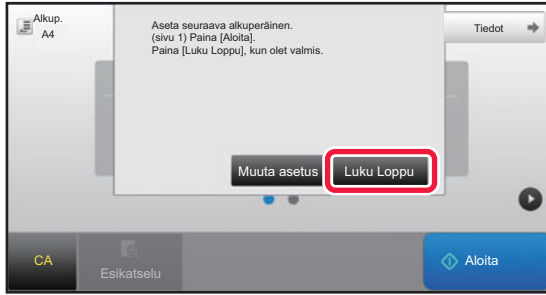 Alkup.
A4
Aseta seuraava alkuperäinen.
(sivu 1) Paina [Aloita].
Paina [Luku Loppu], kun olet valmis.
Tiedot
Muuta asetus
Luku Loppu
CA
Esikatselu
Aloita